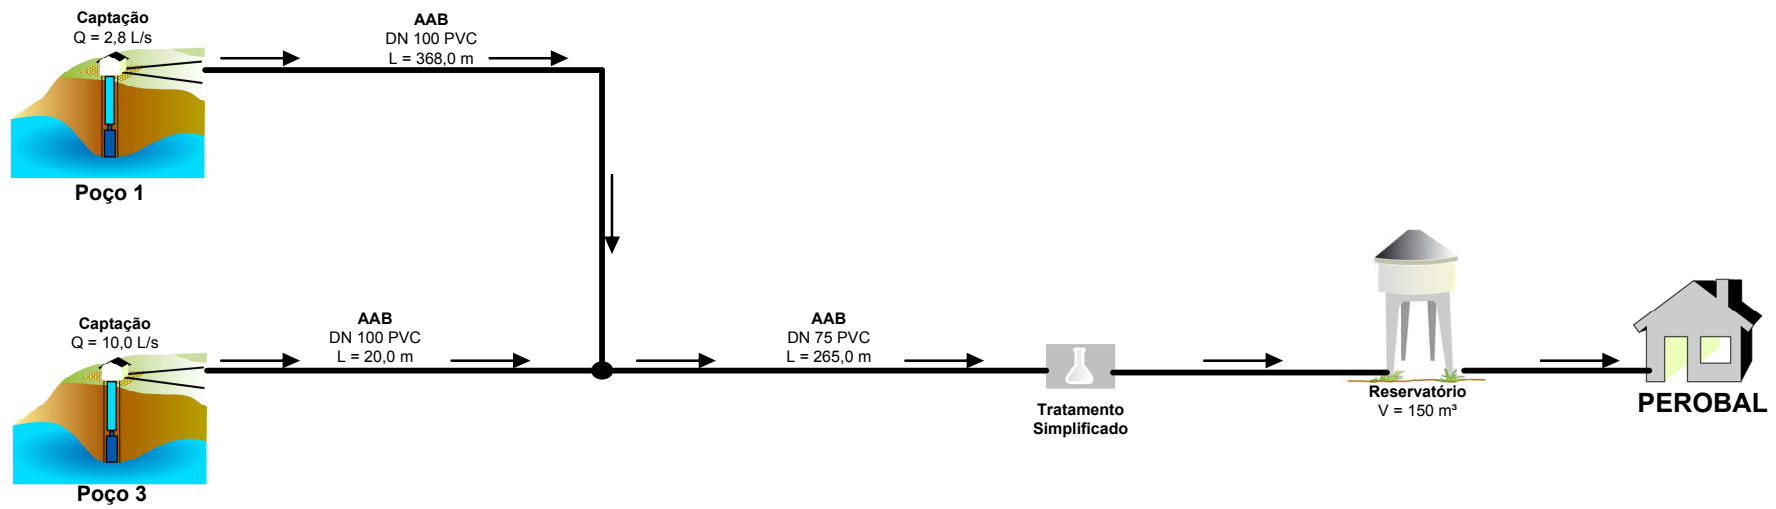 Captação
Q = 2,8 L/s
AAB
DN 100 PVC
L = 368,0 m
Poço 1
Captação
Q = 10,0 L/s
AAB
DN 100 PVC
L = 20,0 m
AAB
DN 75 PVC
L = 265,0 m
Poço 3
Tratamento
Simplificado
Reservatório
V = 150 m³
PEROBAL